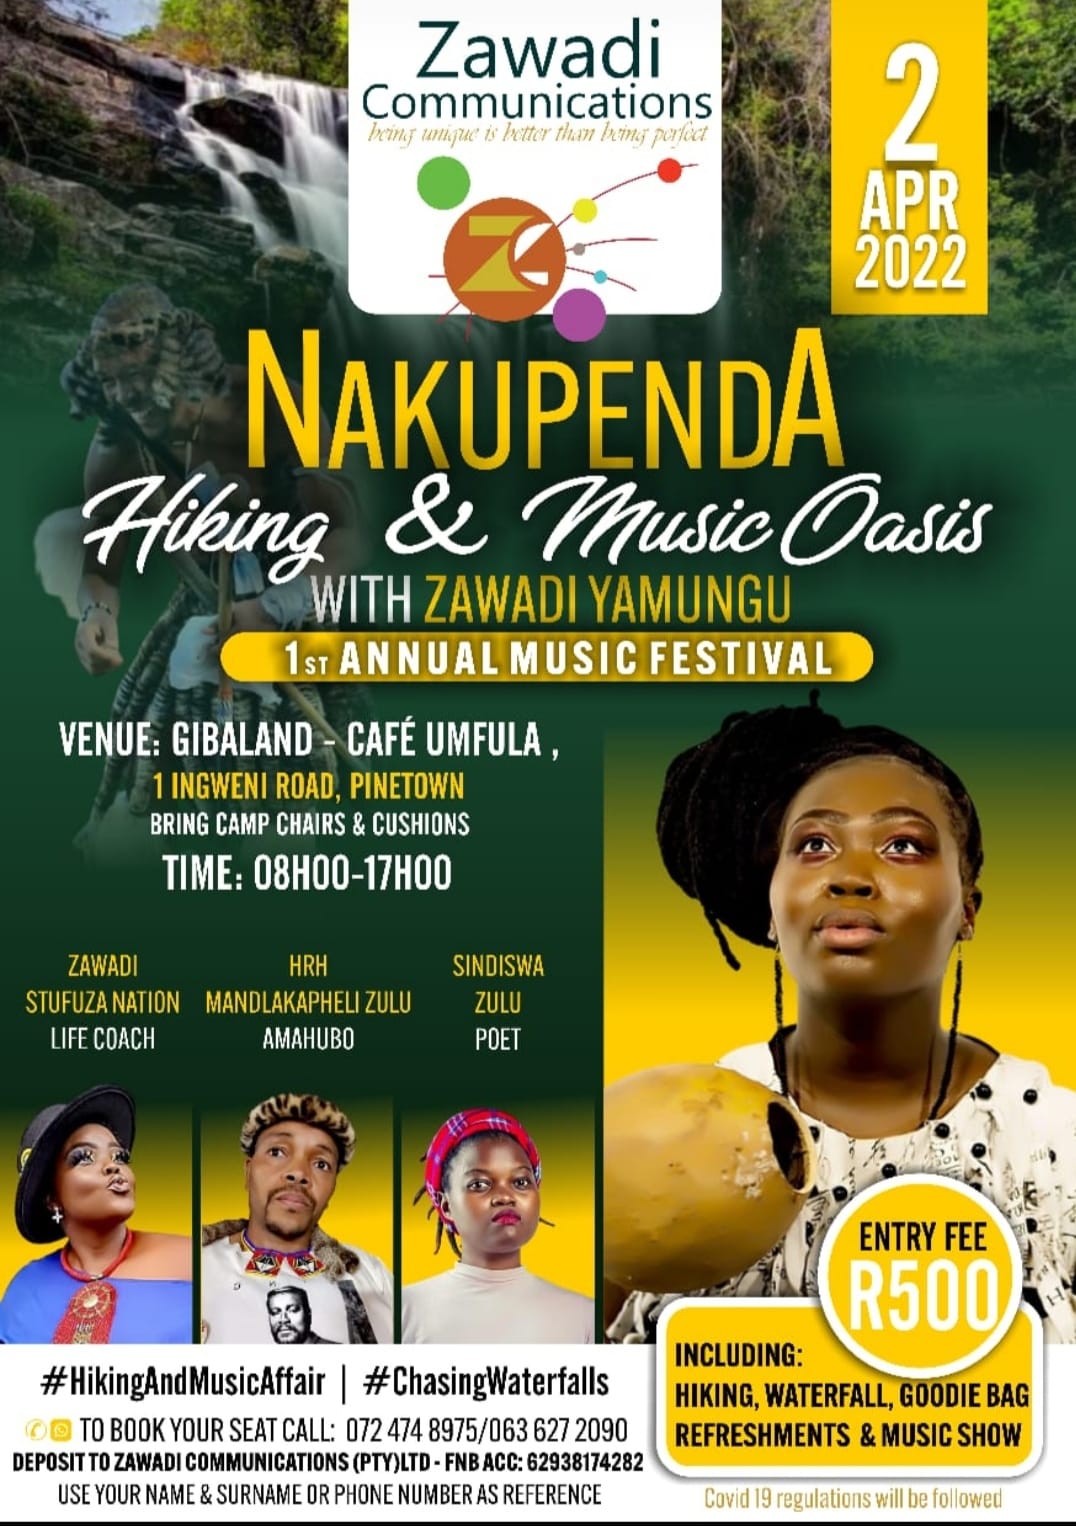 Zawadi
Communications
being unique is better than being perfect
2
APR
2022
NAKUPENDA
Hiking & Music Oasis
WITH ZAWADI YAMUNGU
1ST ANNUAL MUSIC FESTIVAL
VENUE: GIBALAND - CAFÉ UMFULA ,
1 INGWENI ROAD, PINETOWN
BRING CAMP CHAIRS & CUSHIONS
TIME: 08H00-17H00
ZAWADI
STUFUZA NATION
LIFE COACH
HRH
MANDLAKAPHELI ZULU
AMAHUBO
SINDISWA
ZULU
POET
ENTRY FEE
R500
INCLUDING:
HIKING, WATERFALL, GOODIE BAG
REFRESHMENTS & MUSIC SHOW
#HikingAndMusicAffair | #ChasingWaterfalls
TO BOOK YOUR SEAT CALL: 072 474 8975/063 627 2090
DEPOSIT TO ZAWADI COMMUNICATIONS (PTY)LTD - FNB ACC: 62938174282
USE YOUR NAME & SURNAME OR PHONE NUMBER AS REFERENCE
Covid 19 regulations will be followed